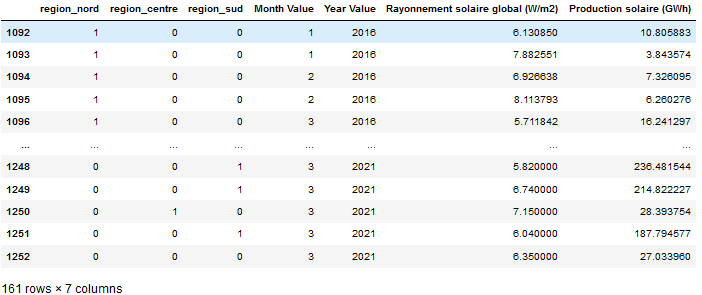 region_nord region_centre region_sud Month Value Year Value Rayonnement solaire global (W/m2) Production solaire (GWh)
1092 1 0 0 1 2016 6.130850 10.805883
1093 1 0 0 1 2016 7.882551 3.843574
1094 1 0 0 2 2016 6.926638 7.326095
1095 1 0 0 2 2016 8.113793 6.260276
1096 1 0 0 3 2016 5.711842 16.241297
... ... ... ... ... ... ... ...
1248 0 0 1 3 2021 5.820000 236.481544
1249 0 0 1 3 2021 6.740000 214.822227
1250 0 1 0 3 2021 7.150000 28.393754
1251 0 0 1 3 2021 6.040000 187.794577
1252 0 0 0 3 2021 6.350000 27.033960
161 rows × 7 columns